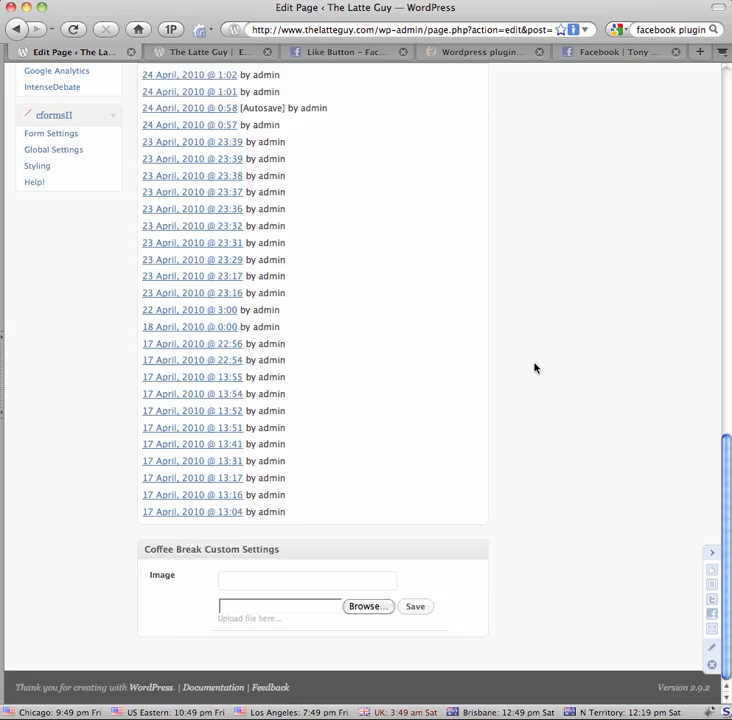 Edit Page ‹ The Latte Guy — WordPress
1P
http://www.thelatteguy.com/wp-admin/page.php?action=edit&post=
facebook plugin
Edit Page ‹ The La...
The Latte Guy | E...
Like Button – Fac...
Wordpress plugin...
Facebook | Tony ...
Google Analytics
IntenseDebate
cformsII
Form Settings
Global Settings
Styling
Help!
24 April, 2010 @ 1:02 by admin
24 April, 2010 @ 1:01 by admin
24 April, 2010 @ 0:58 [Autosave] by admin
24 April, 2010 @ 0:57 by admin
23 April, 2010 @ 23:39 by admin
23 April, 2010 @ 23:39 by admin
23 April, 2010 @ 23:38 by admin
23 April, 2010 @ 23:37 by admin
23 April, 2010 @ 23:36 by admin
23 April, 2010 @ 23:32 by admin
23 April, 2010 @ 23:31 by admin
23 April, 2010 @ 23:29 by admin
23 April, 2010 @ 23:17 by admin
23 April, 2010 @ 23:16 by admin
22 April, 2010 @ 3:00 by admin
18 April, 2010 @ 0:00 by admin
17 April, 2010 @ 22:56 by admin
17 April, 2010 @ 22:54 by admin
17 April, 2010 @ 13:55 by admin
17 April, 2010 @ 13:54 by admin
17 April, 2010 @ 13:52 by admin
17 April, 2010 @ 13:51 by admin
17 April, 2010 @ 13:41 by admin
17 April, 2010 @ 13:31 by admin
17 April, 2010 @ 13:17 by admin
17 April, 2010 @ 13:16 by admin
17 April, 2010 @ 13:04 by admin
Coffee Break Custom Settings
Image
Browse... Save
Upload file here...
Thank you for creating with WordPress. | Documentation | Feedback
Version 2.9.2
Chicago: 9:49 pm Fri US Eastern: 10:49 pm Fri Los Angeles: 7:49 pm Fri UK: 3:49 am Sat Brisbane: 12:49 pm Sat N Territory: 12:19 pm Sat